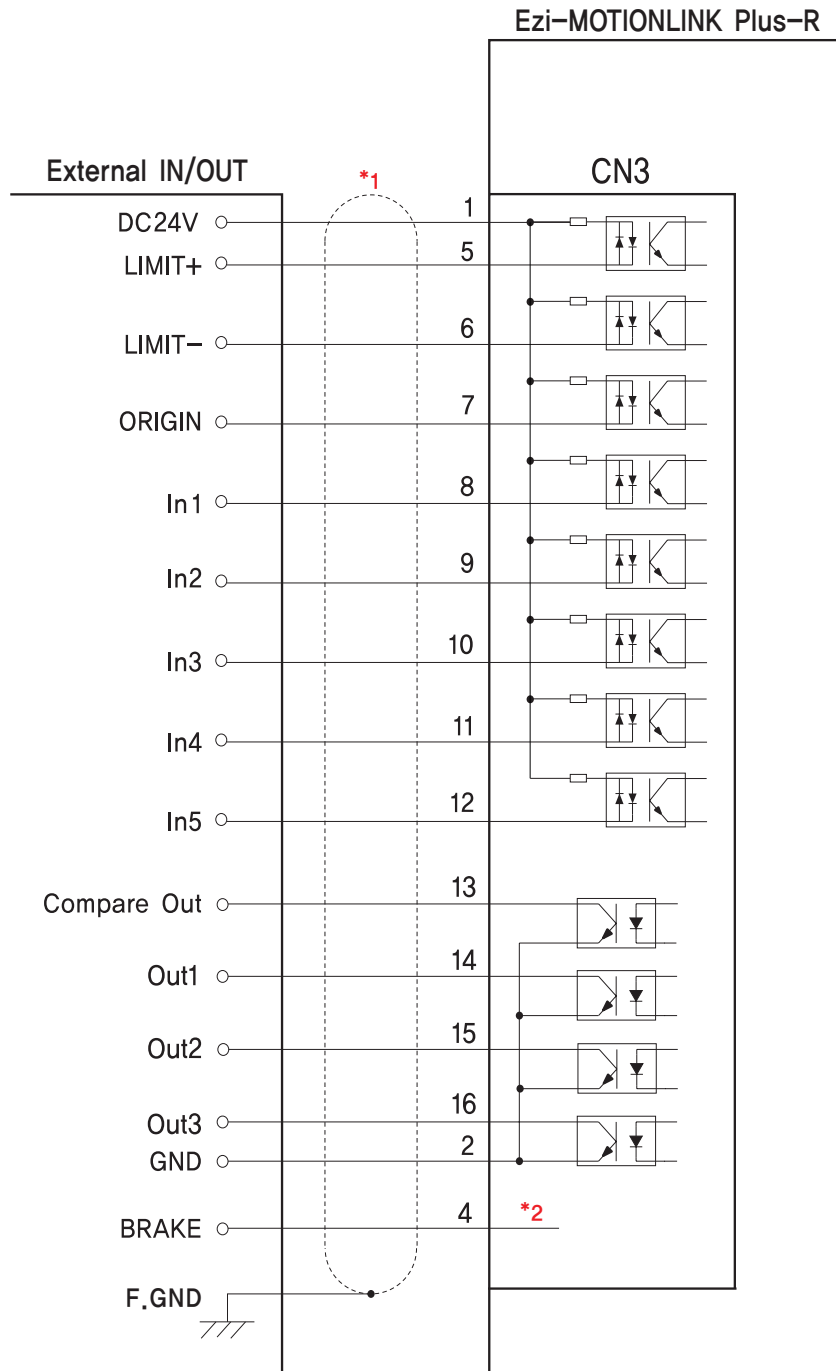 Ezi-MOTIONLINK Plus-R
External IN/OUT
*1
CN3
DC24V 1
LIMIT+ 5
LIMIT- 6
ORIGIN 7
In1 8
In2 9
In3 10
In4 11
In5 12
Compare Out 13
Out1 14
Out2 15
Out3 16
GND 2
BRAKE 4 *2
F.GND